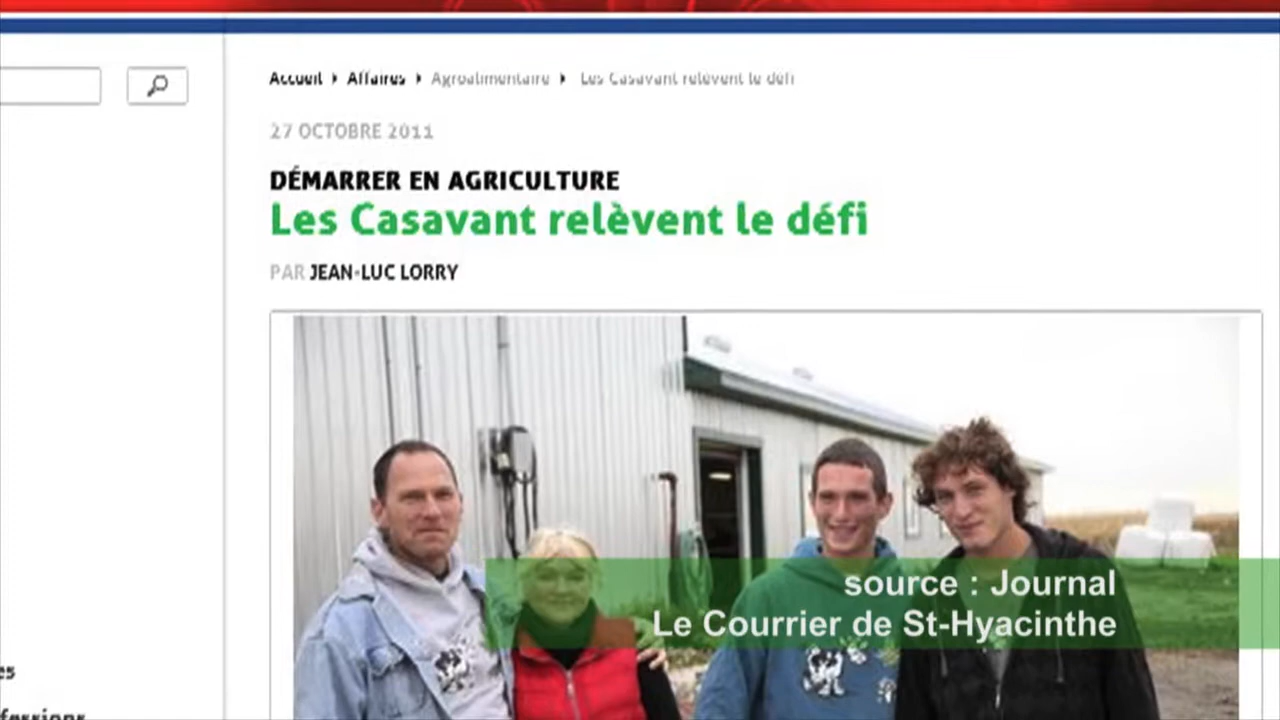 Accueil Affaires Agroalimentaire Les Casavant relèvent le défi
27 OCTOBRE 2011
DÉMARRER EN AGRICULTURE
Les Casavant relèvent le défi
PAR JEAN-LUC LORRY
source : Journal
Le Courrier de St-Hyacinthe